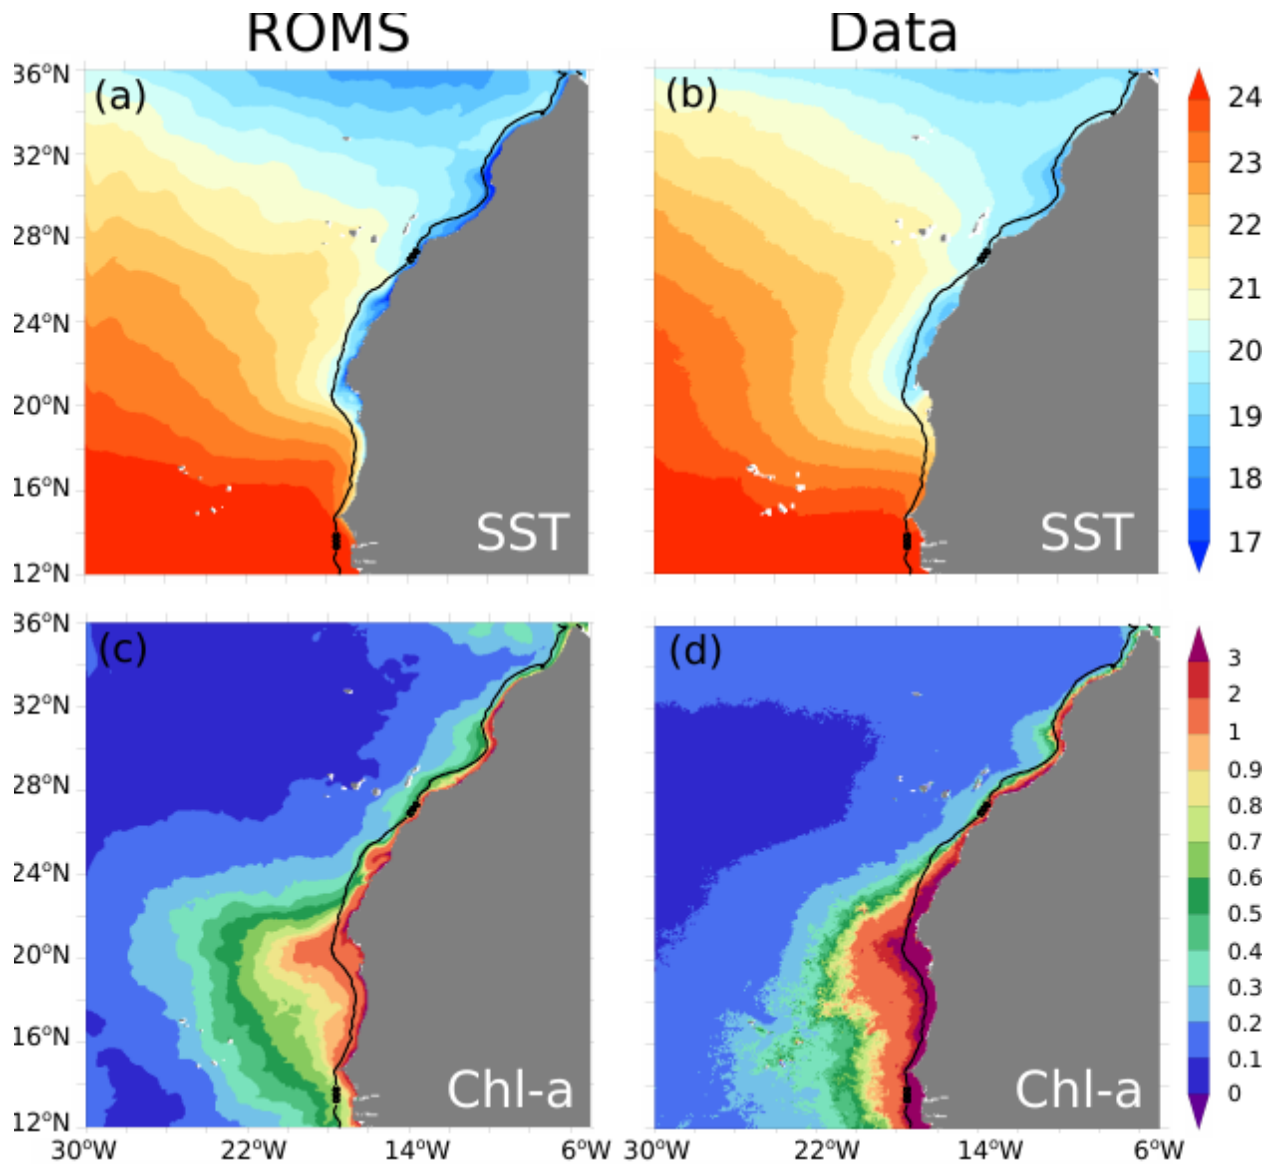 ROMS Data
36°N (a) (b) 24
32°N 23
28°N 22
24°N 21
20°N 20
19
16°N 18
SST SST 17
12°N
36°N (c) (d) 3
2
32°N 1
0.9
28°N 0.8
0.7
24°N 0.6
0.5
20°N 0.4
0.3
16°N 0.2
Chl-a Chl-a 0.1
12°N 0
30°W 22°W 14°W 6°W 30°W 22°W 14°W 6°W